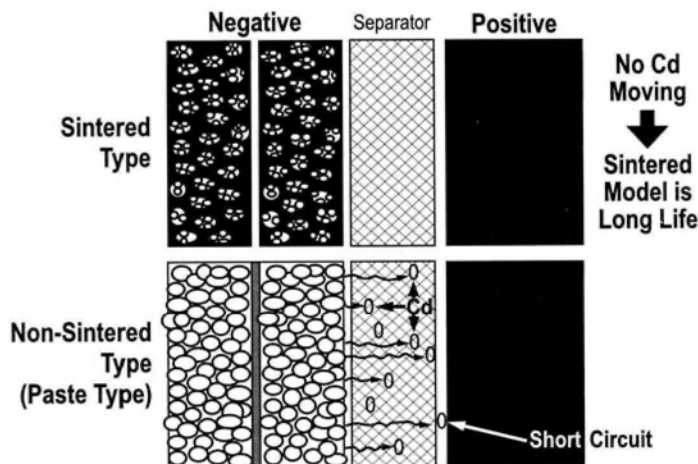 Negative
Separator
Positive
Sintered
Type
No Cd
Moving
Sintered
Model is
Long Life
Non-Sintered
Type
(Paste Type)
Cd
Short Circuit